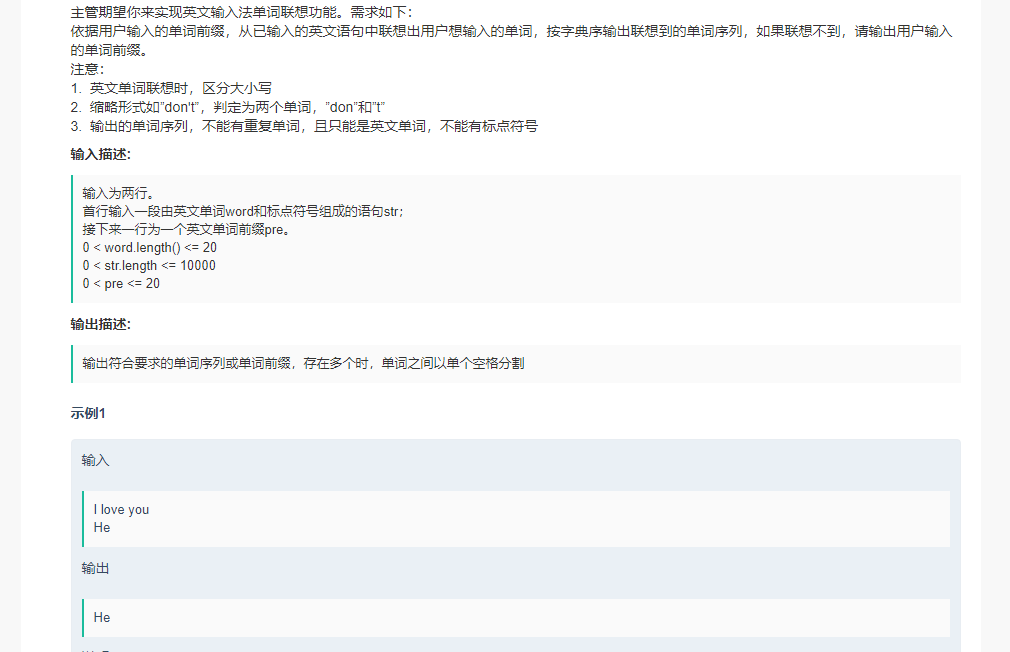 主管期望你来实现英文输入法单词联想功能。需求如下：
依据用户输入的单词前缀，从已输入的英文语句中联想出用户想输入的单词，按字典序输出联想到的单词序列，如果联想不到，请输出用户输入
的单词前缀。
注意：
1. 英文单词联想时，区分大小写
2. 缩略形式如”don't”，判定为两个单词，”don”和”t”
3. 输出的单词序列，不能有重复单词，且只能是英文单词，不能有标点符号
输入描述:
输入为两行。
首行输入一段由英文单词word和标点符号组成的语句str；
接下来一行为一个英文单词前缀pre。
0 < word.length() <= 20
0 < str.length <= 10000
0 < pre <= 20
输出描述:
输出符合要求的单词序列或单词前缀，存在多个时，单词之间以单个空格分割
示例1
输入
I love you
He
输出
He